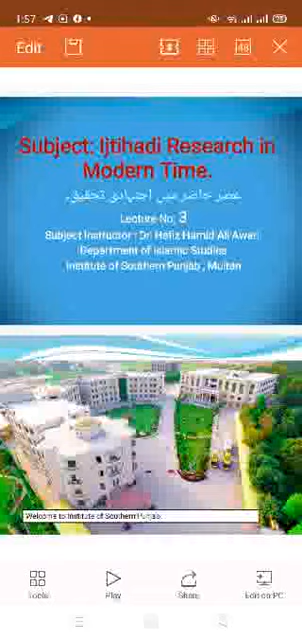 1:57
Edit
48
Subject: Ijtihadi Research in
Modern Time.
عصر حاضر میں اجتہادی تحقیق۔
Lecture No: 3
Subject Instructor : Dr. Hafiz Hamid Ali Awan
Department of Islamic Studies
Institute of Southern Punjab , Multan
Welcome to Institute of Southern Punjab
Tools
Play
Share
Edit on PC